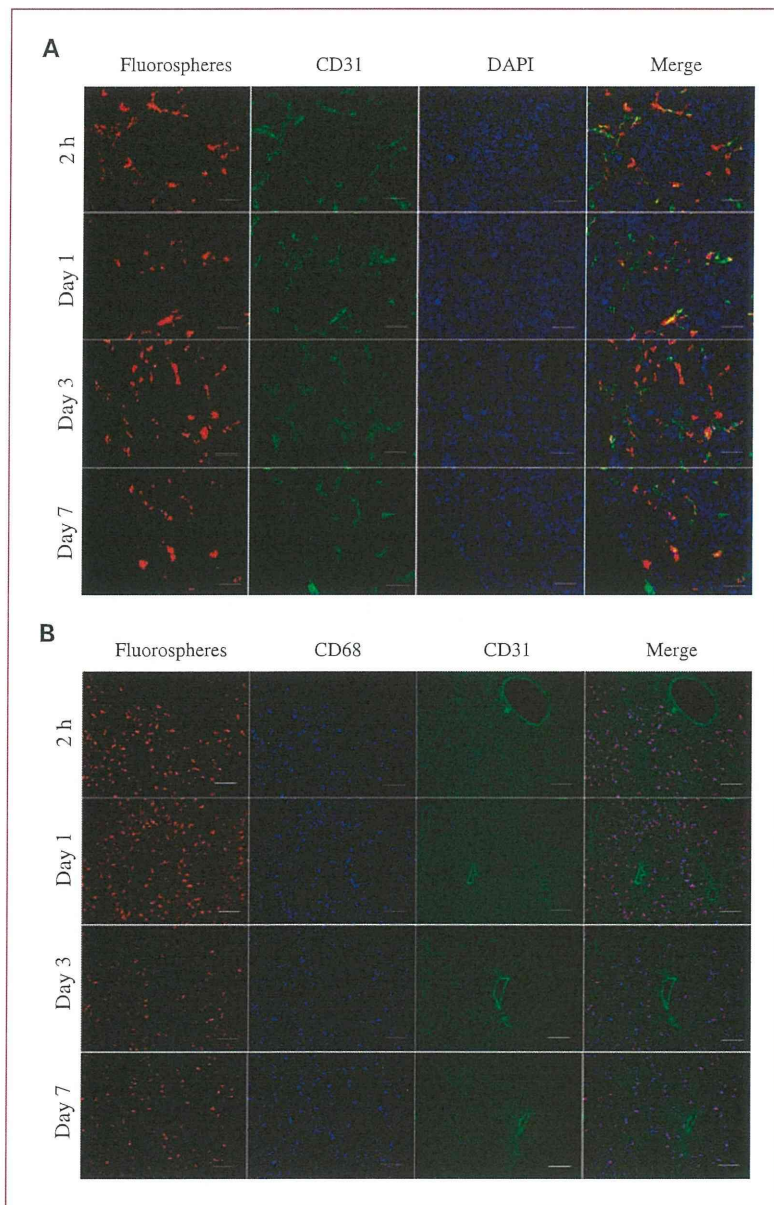 A
Fluorospheres CD31 DAPI Merge
2 h
Day 1
Day 3
Day 7
B
Fluorospheres CD68 CD31 Merge
2 h
Day 1
Day 3
Day 7